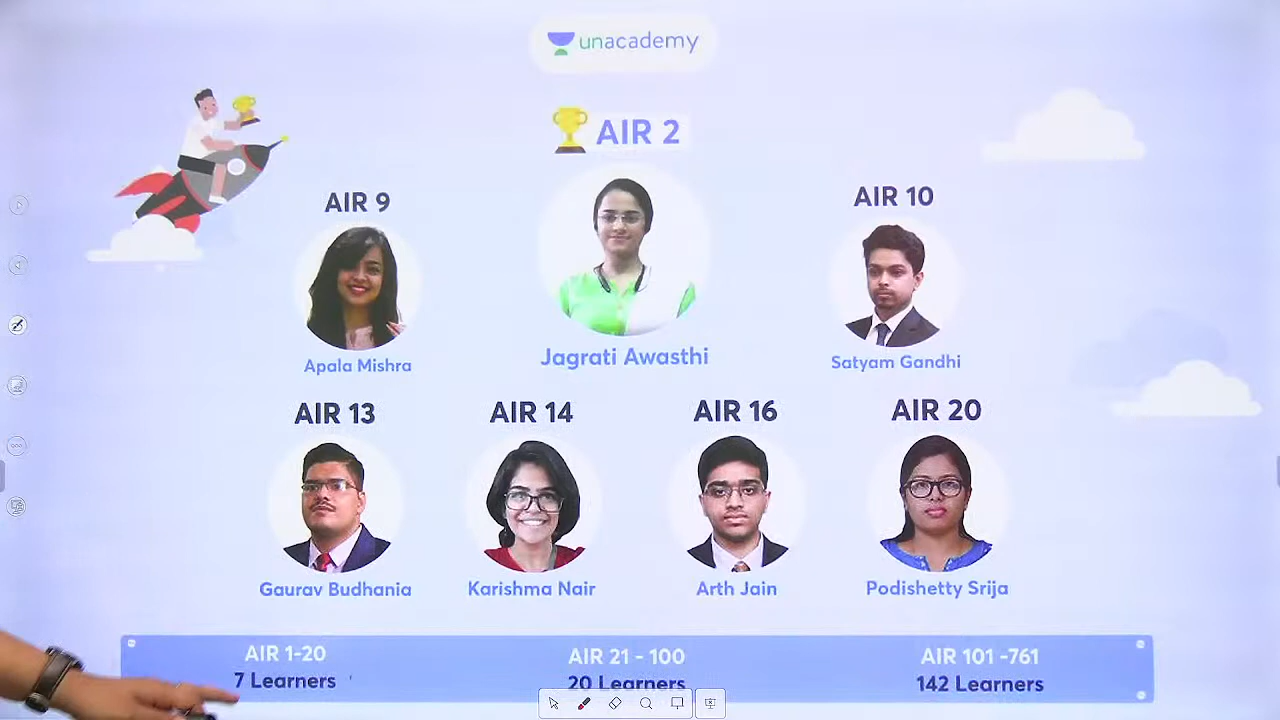 unacademy
AIR 2
AIR 9
AIR 10
Jagrati Awasthi
Apala Mishra
Satyam Gandhi
AIR 13
AIR 14
AIR 16
AIR 20
Gaurav Budhania
Karishma Nair
Arth Jain
Podishetty Srija
AIR 1-20
AIR 21 - 100
AIR 101 -761
7 Learners
20 Learners
142 Learners